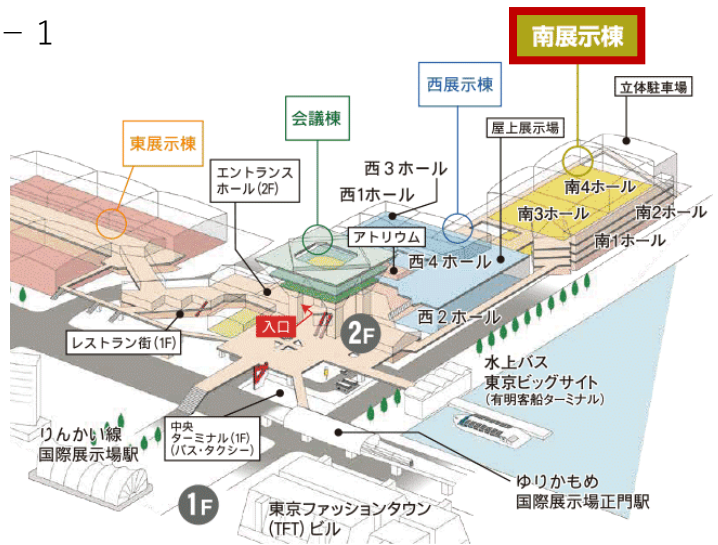 – 1
南展示棟
立体駐車場
西展示棟
会議棟
屋上展示場
東展示棟
エントランス
ホール(2F)
西3ホール
西1ホール
南4ホール
南3ホール
南2ホール
南1ホール
アトリウム
西4ホール
西2ホール
入口
2F
レストラン街(1F)
水上バス
東京ビッグサイト
(有明客船ターミナル)
中央
ターミナル(1F)
(バス・タクシー)
りんかい線
国際展示場駅
ゆりかもめ
国際展示場正門駅
1F
東京ファッションタウン
(TFT)ビル